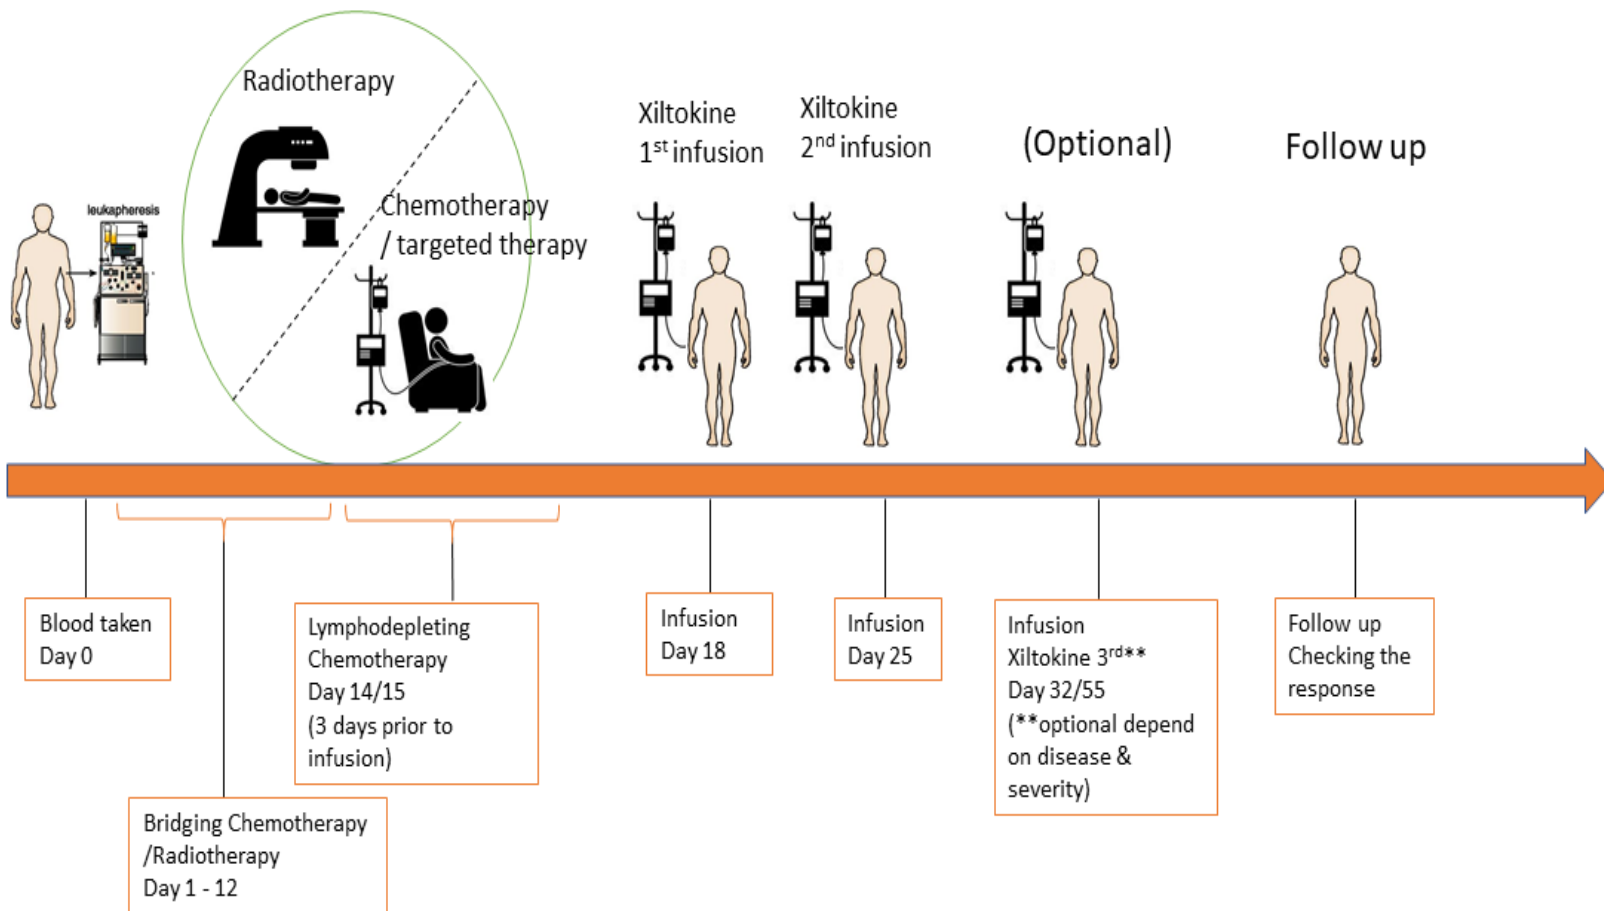 Radiotherapy
Chemotherapy
/ targeted therapy
leukapheresis
Xiltokine
1st infusion
Xiltokine
2nd infusion
(Optional)
Follow up
Blood taken
Day 0
Bridging Chemotherapy
/Radiotherapy
Day 1 - 12
Lymphodepleting
Chemotherapy
Day 14/15
(3 days prior to
infusion)
Infusion
Day 18
Infusion
Day 25
Infusion
Xiltokine 3rd**
Day 32/55
(**optional depend
on disease &
severity)
Follow up
Checking the
response